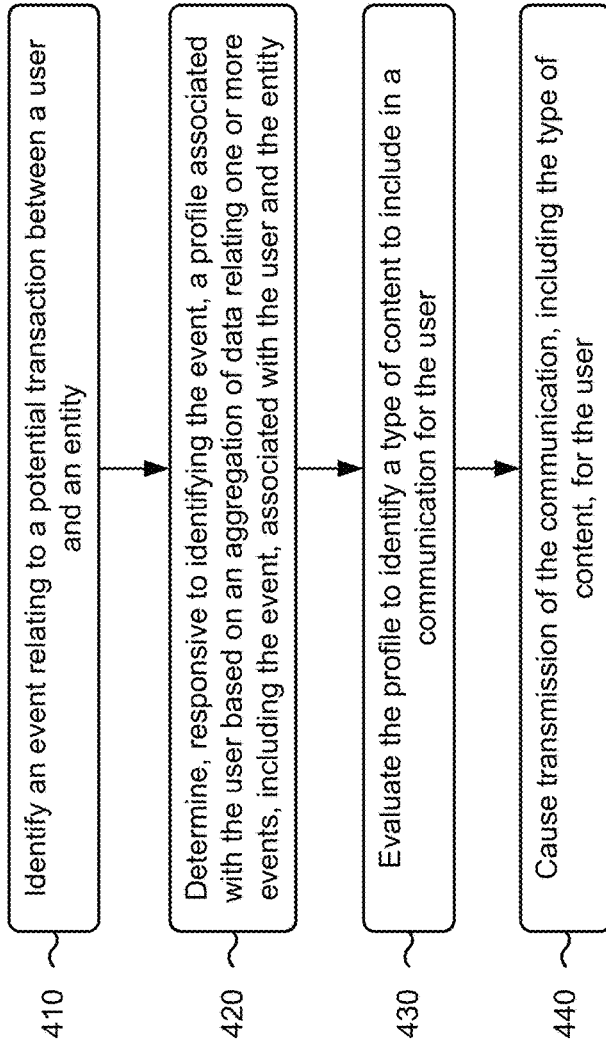 410
Identify an event relating to a potential transaction between a user
and an entity
420
Determine, responsive to identifying the event, a profile associated
with the user based on an aggregation of data relating one or more
events, including the event, associated with the user and the entity
430
Evaluate the profile to identify a type of content to include in a
communication for the user
440
Cause transmission of the communication, including the type of
content, for the user